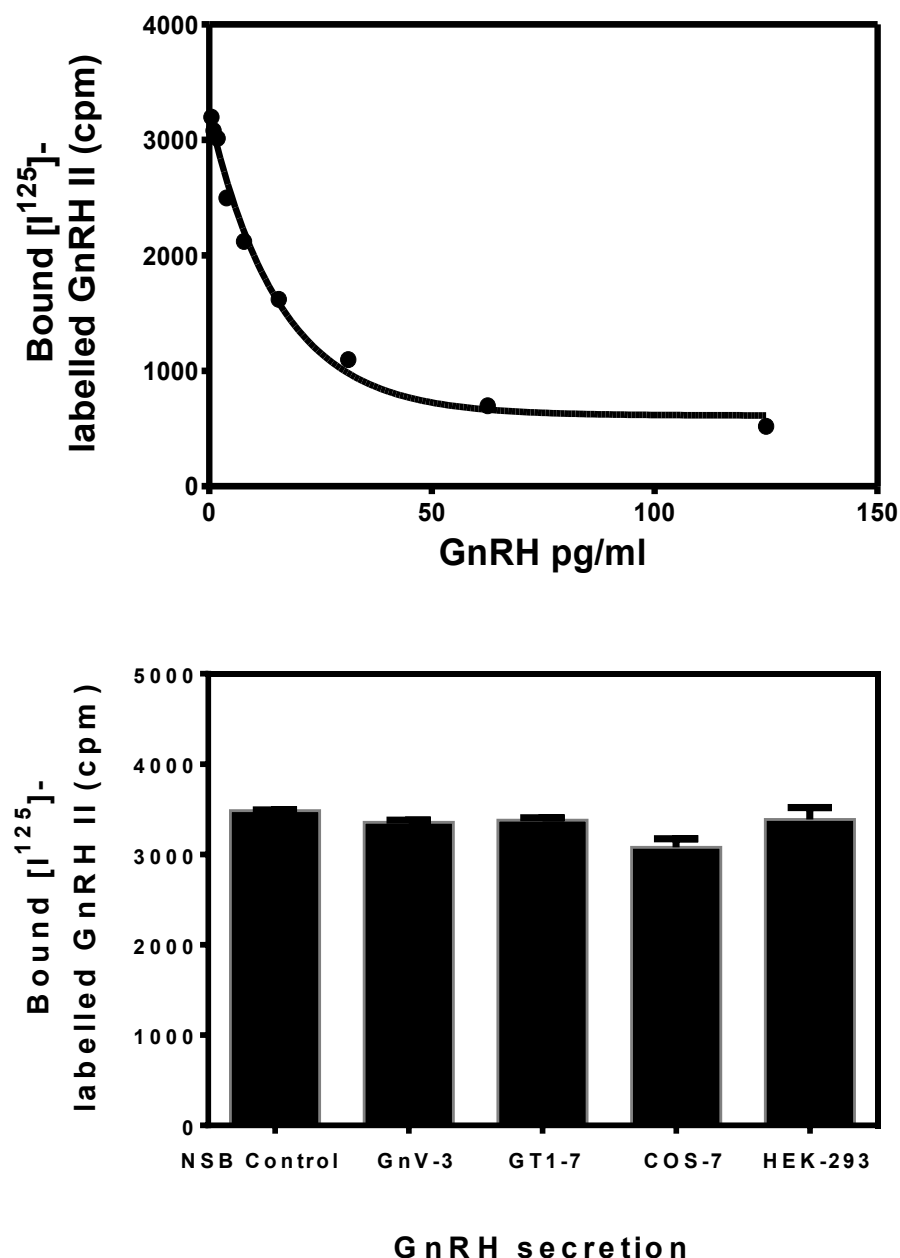 4000
3000
2000
1000
0
Bound [I¹²⁵]-
labelled GnRH II (cpm)
0 50 100 150
GnRH pg/ml
5000
4000
3000
2000
1000
0
Bound [I¹²⁵]-
labelled GnRH II (cpm)
NSB Control GnV-3 GT1-7 COS-7 HEK-293
GnRH secretion